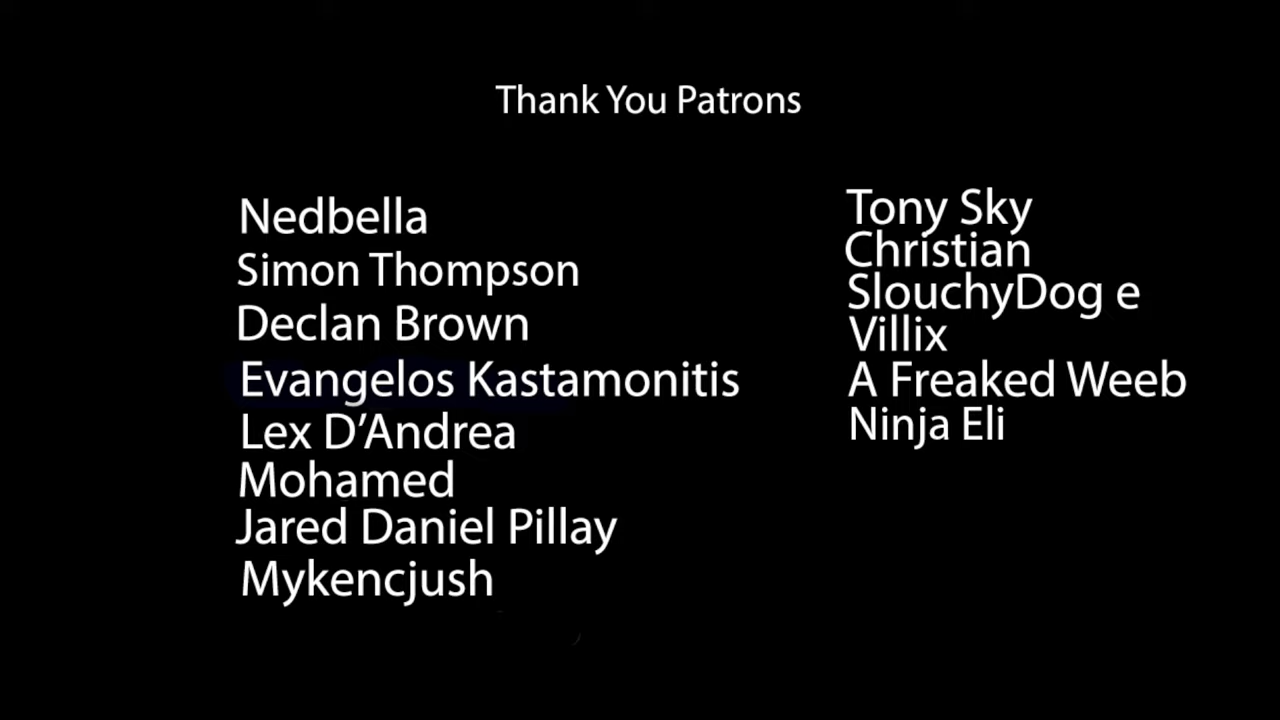 Thank You Patrons
Nedbella
Simon Thompson
Declan Brown
Evangelos Kastamonitis
Lex D’Andrea
Mohamed
Jared Daniel Pillay
Mykencjush
Tony Sky
Christian
SlouchyDog e
Villix
A Freaked Weeb
Ninja Eli